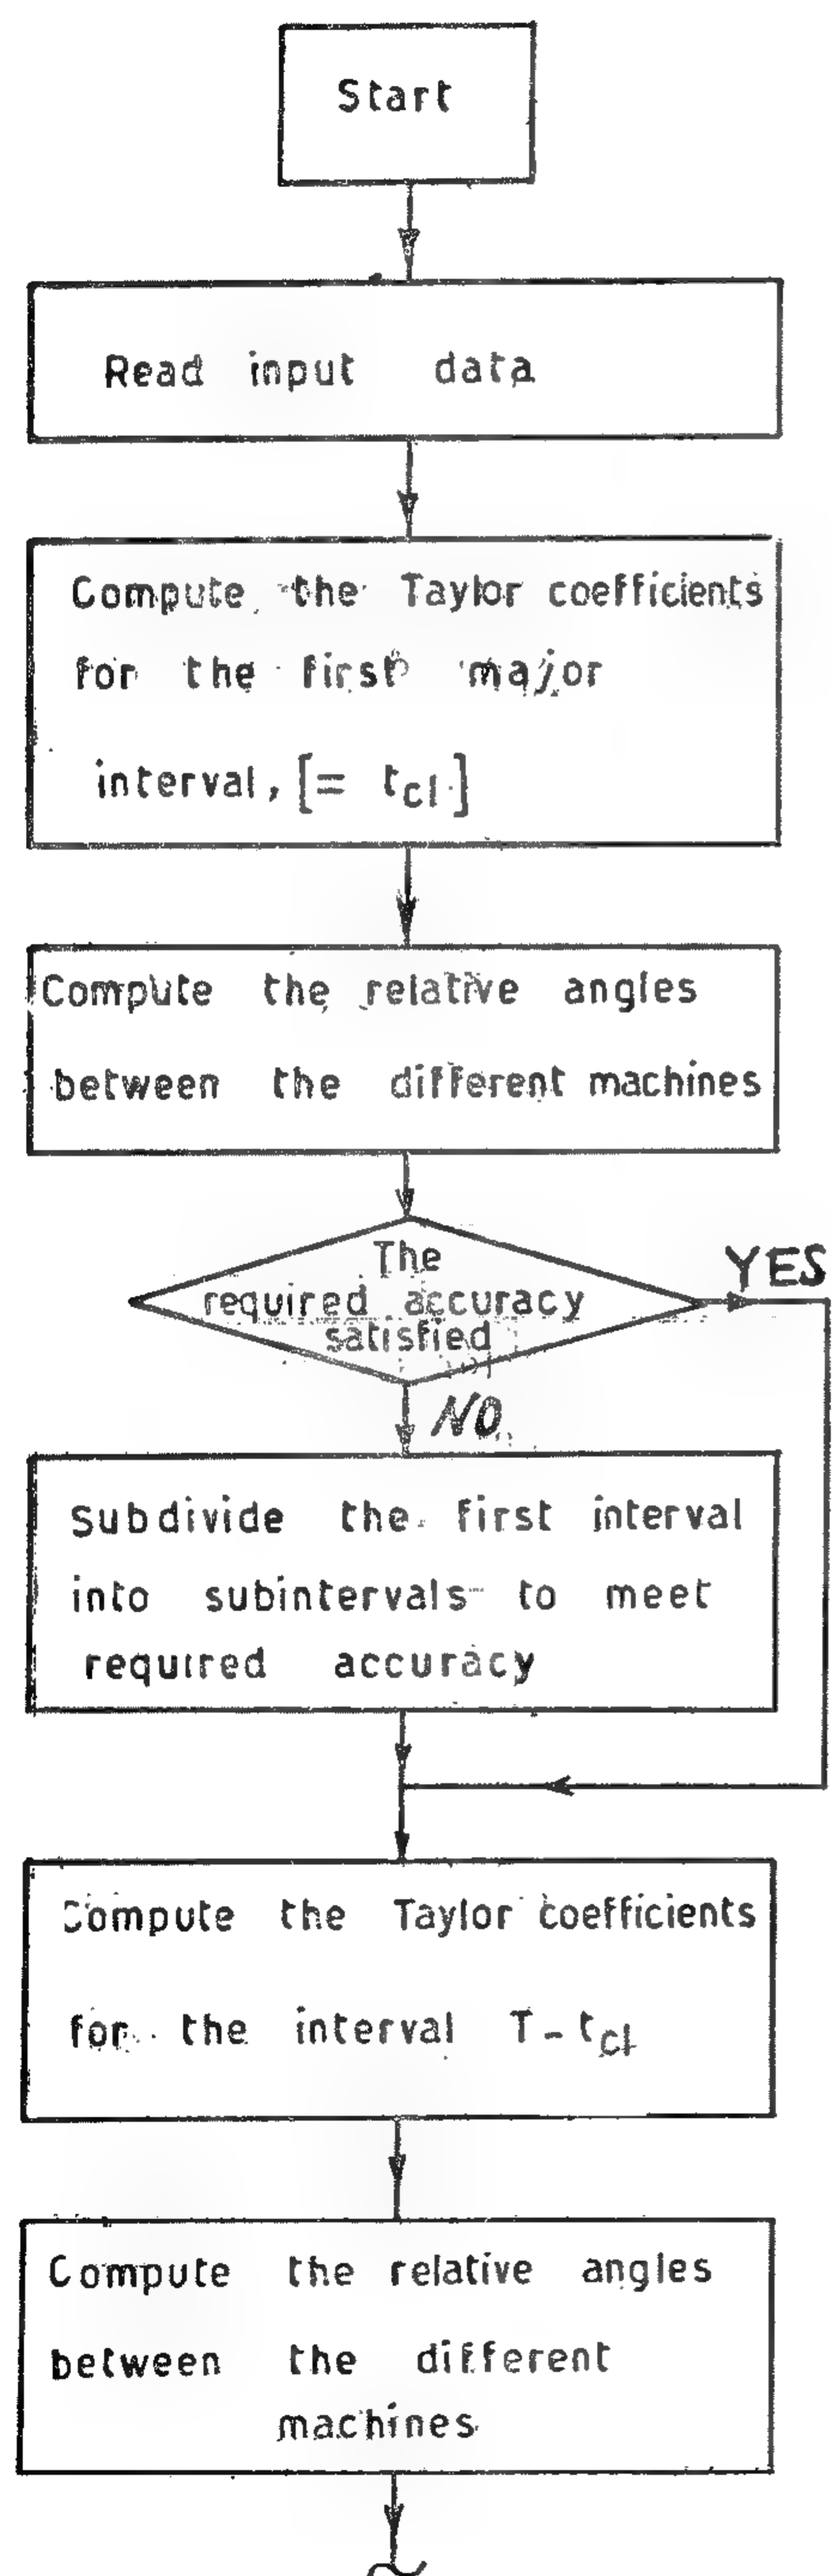 Start
Read input data
Compute the Taylor coefficients
for the first major
interval, [= tcl]
Compute the relative angles
between the different machines
The
required accuracy
satisfied
YES
NO
Subdivide the first interval
into subintervals to meet
required accuracy
Compute the Taylor coefficients
for the interval T - tcl
Compute the relative angles
between the different
machines